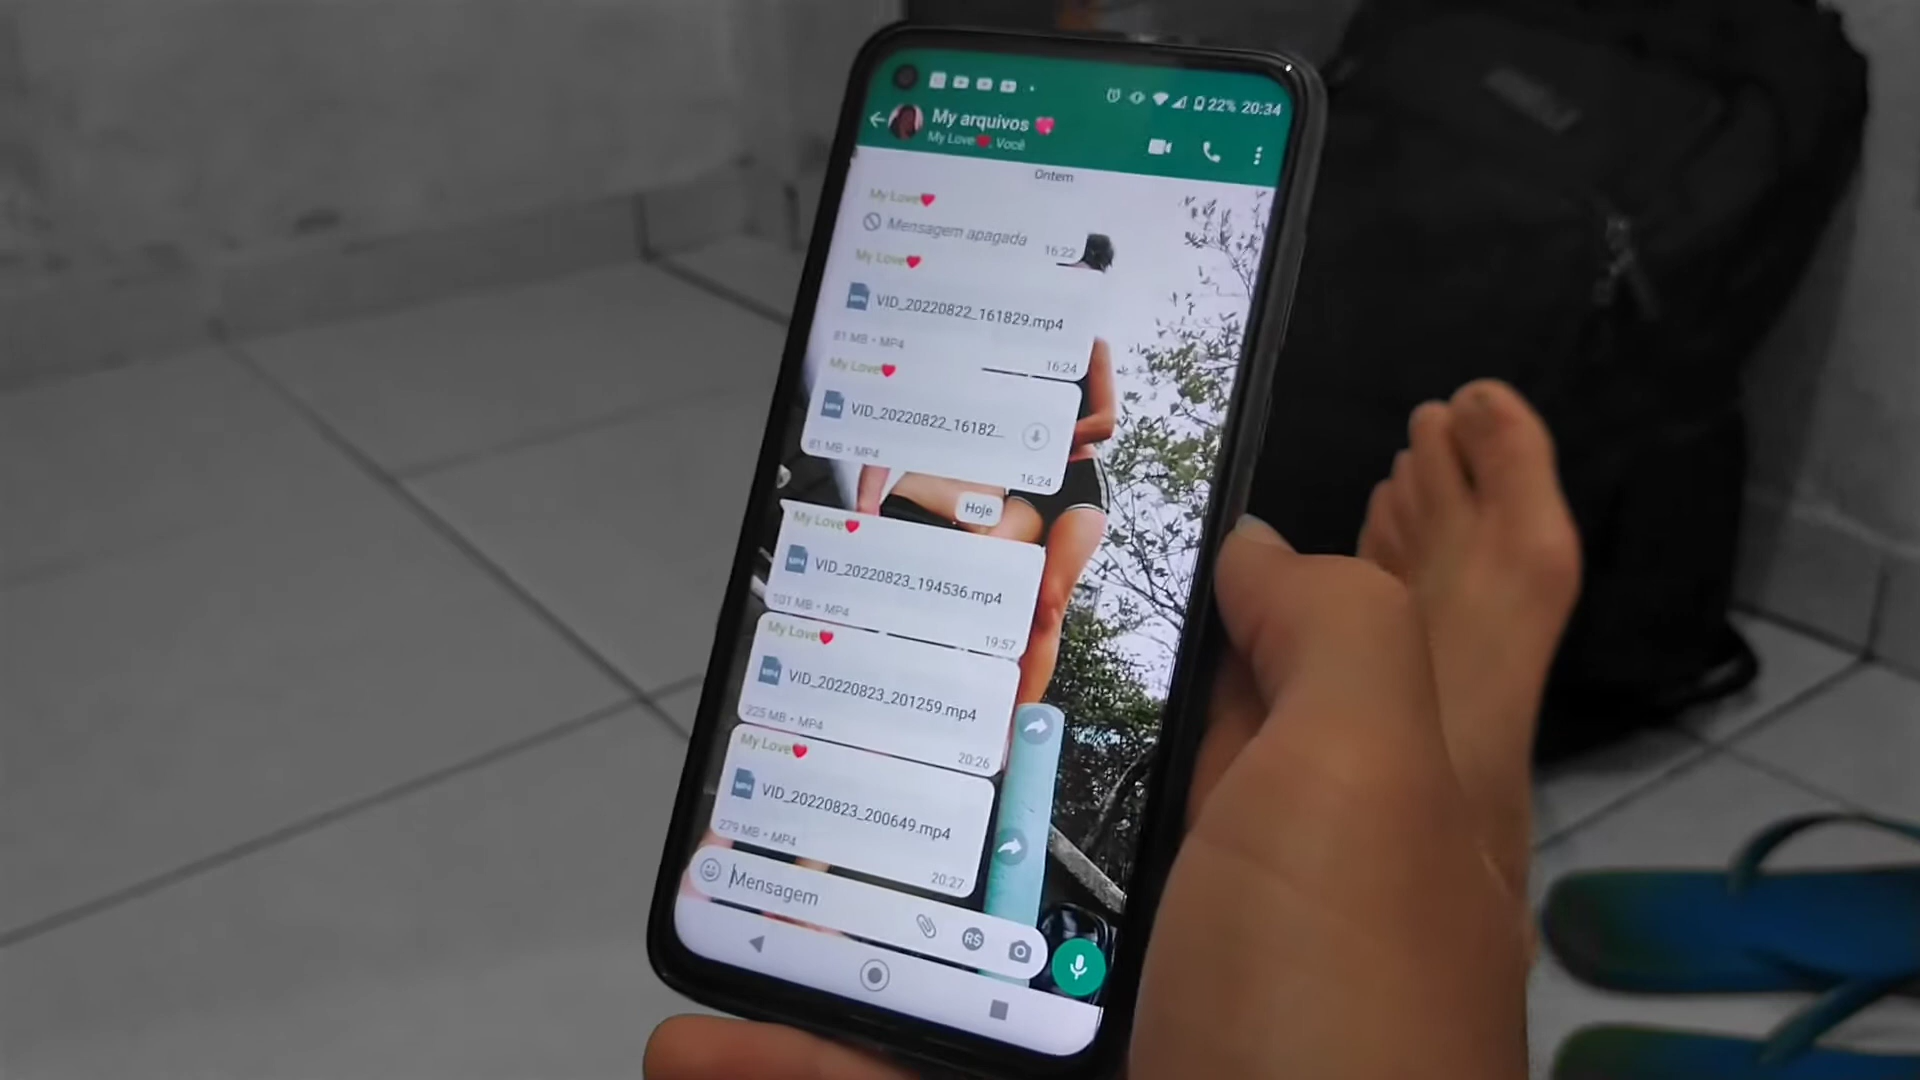 22% 20:34
My arquivos
My Love❤, Você
Ontem
My Love❤
Mensagem apagada 16:22
My Love❤
VID_20220822_161829.mp4
81 MB • MP4
16:24
My Love❤
VID_20220822_16182...
81 MB • MP4
16:24
Hoje
My Love❤
VID_20220823_194536.mp4
101 MB • MP4
19:57
My Love❤
VID_20220823_201259.mp4
225 MB • MP4
20:26
My Love❤
VID_20220823_200649.mp4
279 MB • MP4
20:27
Mensagem
R$